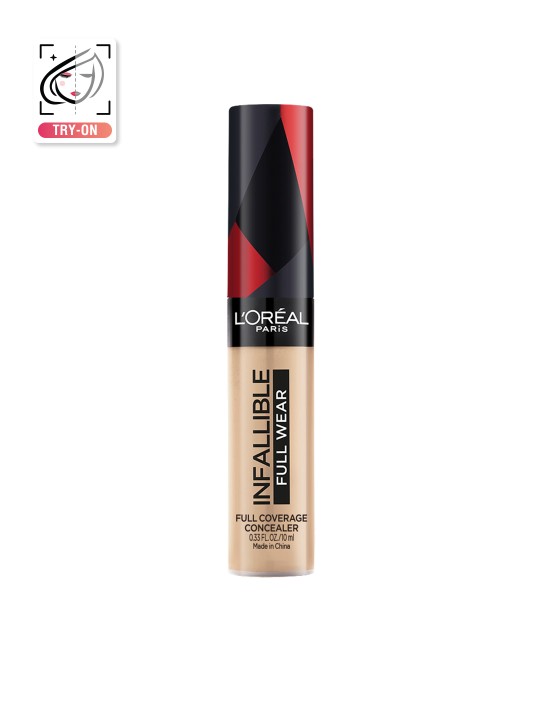 TRY-ON
L'ORÉAL
PARiS
INFALLIBLE
FULL WEAR
FULL COVERAGE
CONCEALER
0.33 FL.OZ./10 ml
Made in China